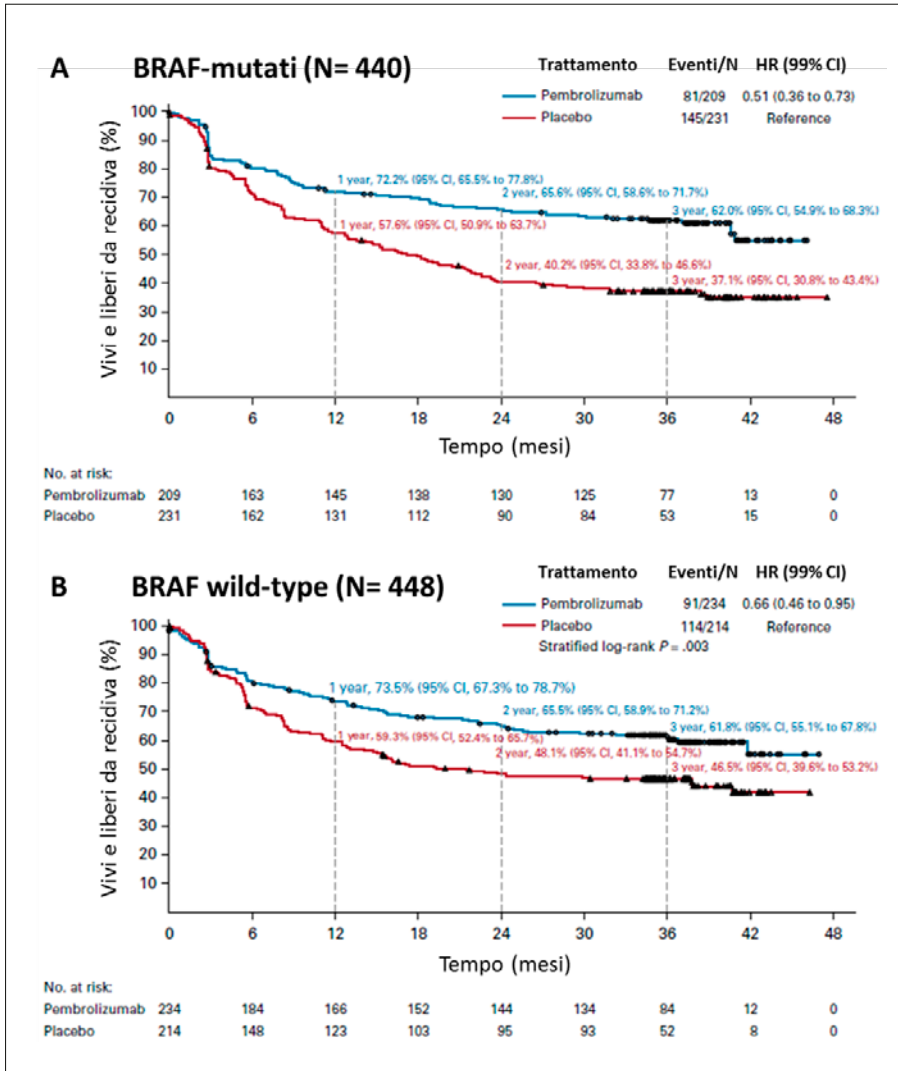 A BRAF-mutati (N= 440)
Trattamento Eventi/N HR (99% CI)
Pembrolizumab 81/209 0.51 (0.36 to 0.73)
Placebo 145/231 Reference
Vivi e liberi da recidiva (%)
100
90
80
70
60
50
40
30
20
10
1 year, 72.2% (95% CI, 65.5% to 77.8%)
2 year, 65.6% (95% CI, 58.6% to 71.7%)
3 year, 62.0% (95% CI, 54.9% to 68.3%)
1 year, 57.6% (95% CI, 50.9% to 63.7%)
2 year, 40.2% (95% CI, 33.8% to 46.6%)
3 year, 37.1% (95% CI, 30.8% to 43.4%)
0 6 12 18 24 30 36 42 48
Tempo (mesi)
No. at risk:
Pembrolizumab 209 163 145 138 130 125 77 13 0
Placebo 231 162 131 112 90 84 53 15 0
B BRAF wild-type (N= 448)
Trattamento Eventi/N HR (99% CI)
Pembrolizumab 91/234 0.66 (0.46 to 0.95)
Placebo 114/214 Reference
Stratified log-rank P = .003
Vivi e liberi da recidiva (%)
100
90
80
70
60
50
40
30
20
10
1 year, 73.5% (95% CI, 67.3% to 78.7%)
2 year, 65.5% (95% CI, 58.9% to 71.2%)
3 year, 61.8% (95% CI, 55.1% to 67.8%)
1 year, 59.3% (95% CI, 52.4% to 65.7%)
2 year, 48.1% (95% CI, 41.1% to 54.7%)
3 year, 46.5% (95% CI, 39.6% to 53.2%)
0 6 12 18 24 30 36 42 48
Tempo (mesi)
No. at risk:
Pembrolizumab 234 184 166 152 144 134 84 12 0
Placebo 214 148 123 103 95 93 52 8 0